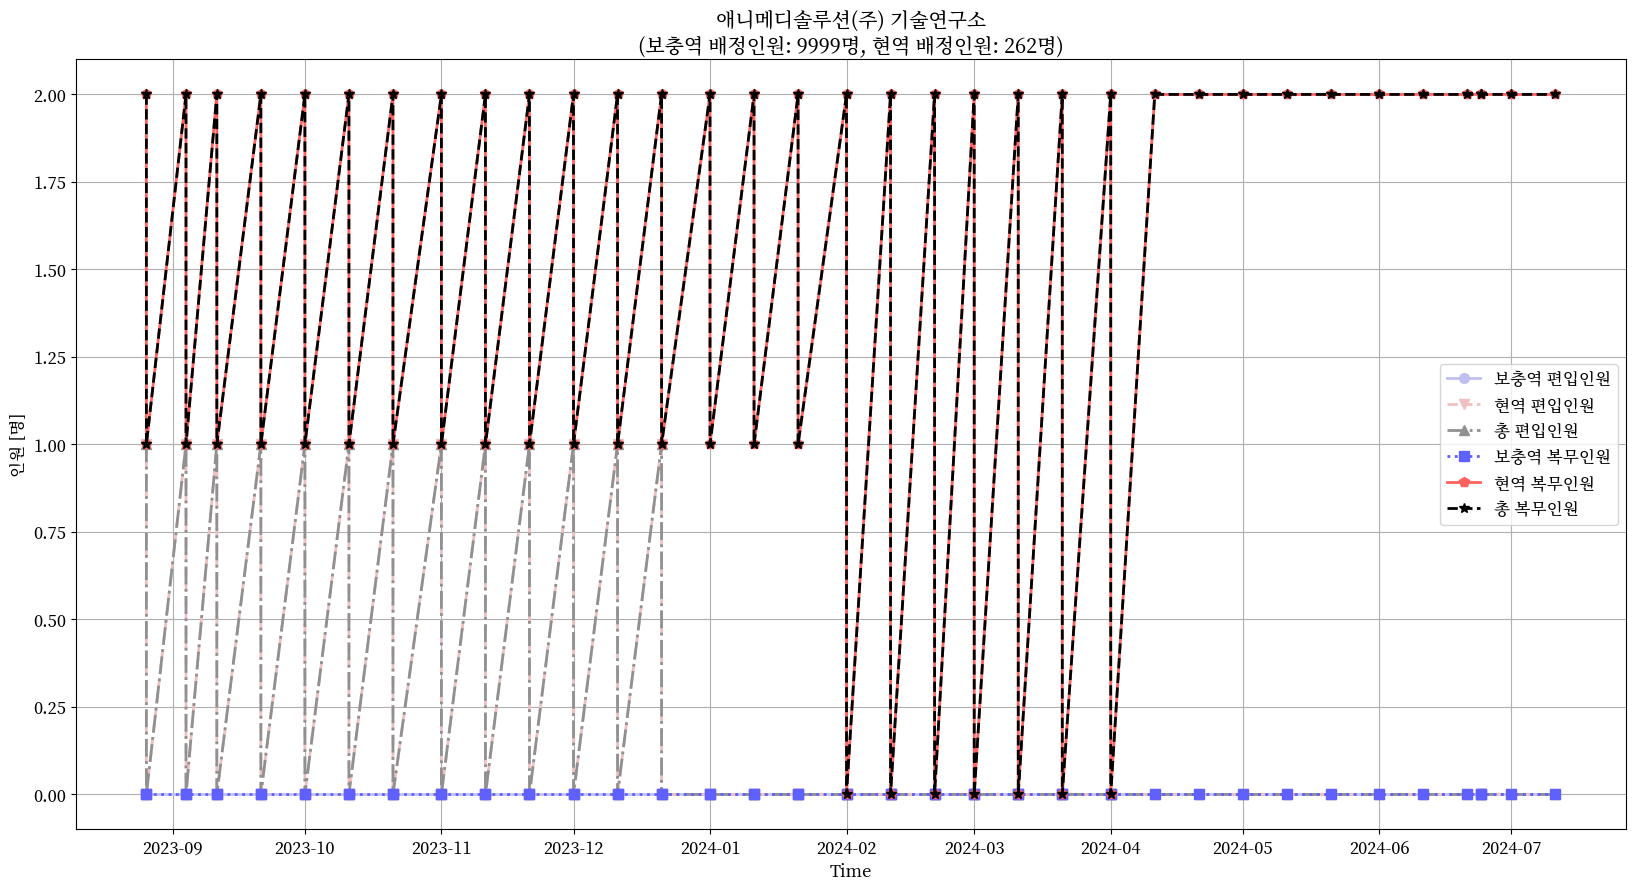 애니메디솔루션(주) 기술연구소
(보충역 배정인원: 9999명, 현역 배정인원: 262명)
인원 [명]
2.00
1.75
1.50
1.25
1.00
0.75
0.50
0.25
0.00
보충역 편입인원
현역 편입인원
총 편입인원
보충역 복무인원
현역 복무인원
총 복무인원
2023-09
2023-10
2023-11
2023-12
2024-01
2024-02
2024-03
2024-04
2024-05
2024-06
2024-07
Time